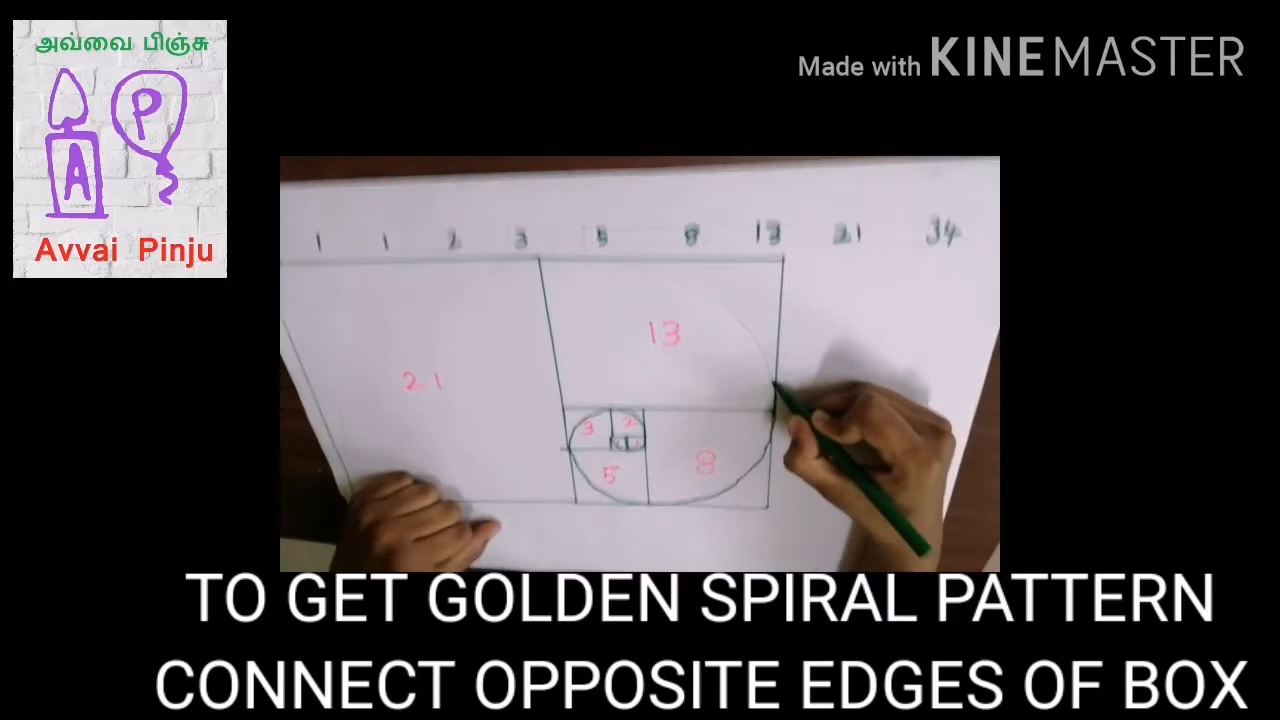 அவ்வை பிஞ்சு
P
A
Avvai Pinju
Made with KINEMASTER
1 1 2 3 5 8 13 21 34
13
21
3 2
1 1
5 8
TO GET GOLDEN SPIRAL PATTERN
CONNECT OPPOSITE EDGES OF BOX